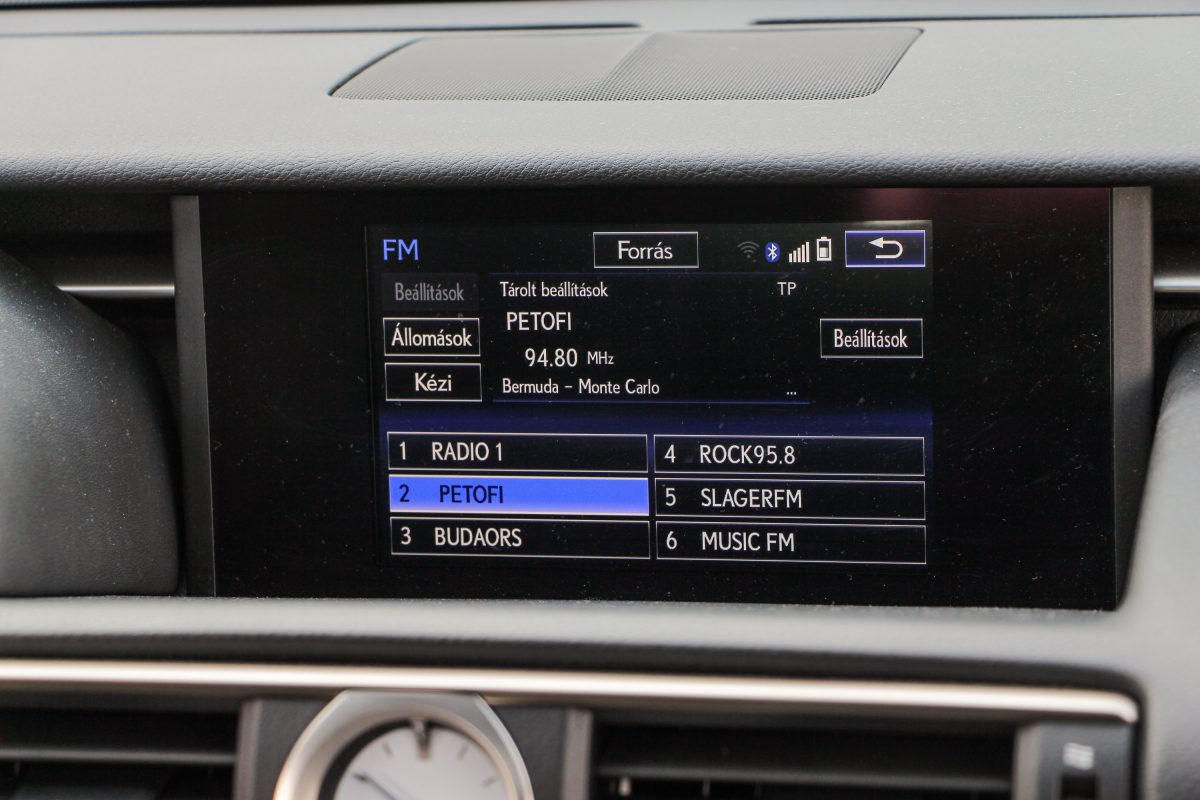 FM
Forrás
Beállítások
Tárolt beállítások
TP
PETOFI
Állomások
Beállítások
94.80 MHz
Kézi
Bermuda – Monte Carlo ...
1 RADIO 1
4 ROCK95.8
2 PETOFI
5 SLAGERFM
3 BUDAORS
6 MUSIC FM